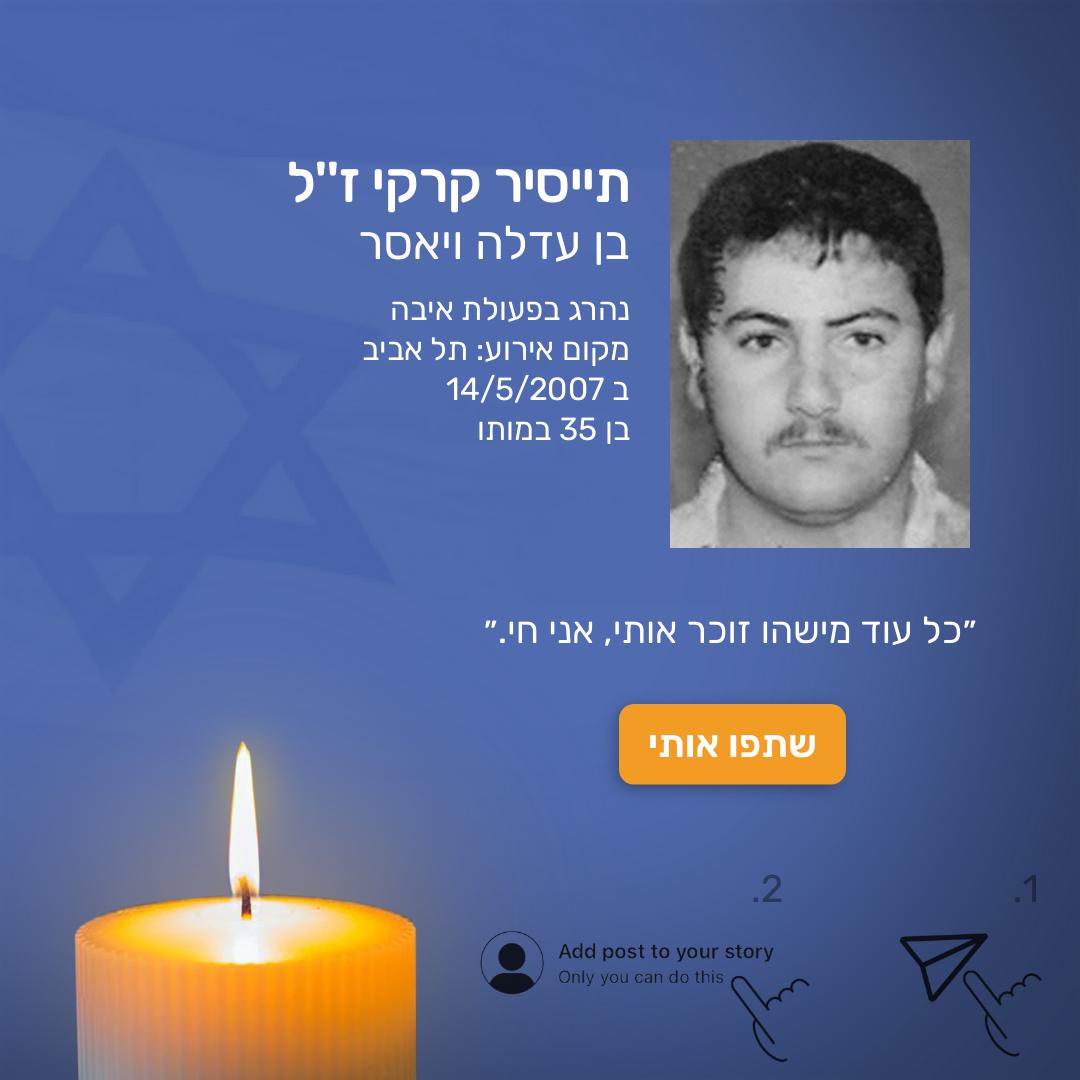 תייסיר קרקי ז"ל
בן עדלה ויאסר
נהרג בפעולת איבה
מקום אירוע: תל אביב
ב 14/5/2007
בן 35 במותו
״כל עוד מישהו זוכר אותי, אני חי.״
שתפו אותי
1.
2.
Add post to your story
Only you can do this